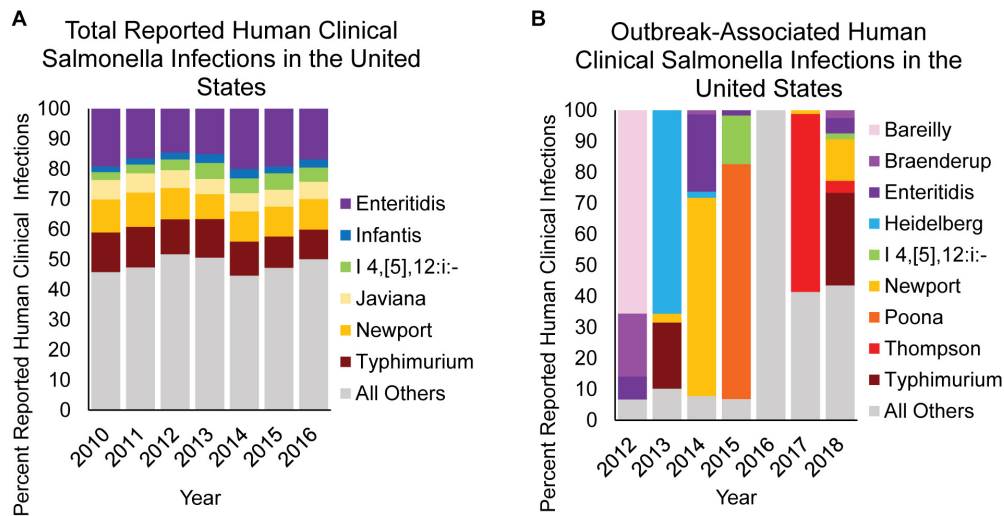 A
Total Reported Human Clinical
Salmonella Infections in the United
States
Percent Reported Human Clinical Infections
100
90
80
70
60
50
40
30
20
10
0
2010
2011
2012
2013
2014
2015
2016
Year
Enteritidis
Infantis
I 4,[5],12:i:-
Javiana
Newport
Typhimurium
All Others
B
Outbreak-Associated Human
Clinical Salmonella Infections in the
United States
Percent Reported Human Clinical Infections
100
90
80
70
60
50
40
30
20
10
0
2012
2013
2014
2015
2016
2017
2018
Year
Bareilly
Braenderup
Enteritidis
Heidelberg
I 4,[5],12:i:-
Newport
Poona
Thompson
Typhimurium
All Others